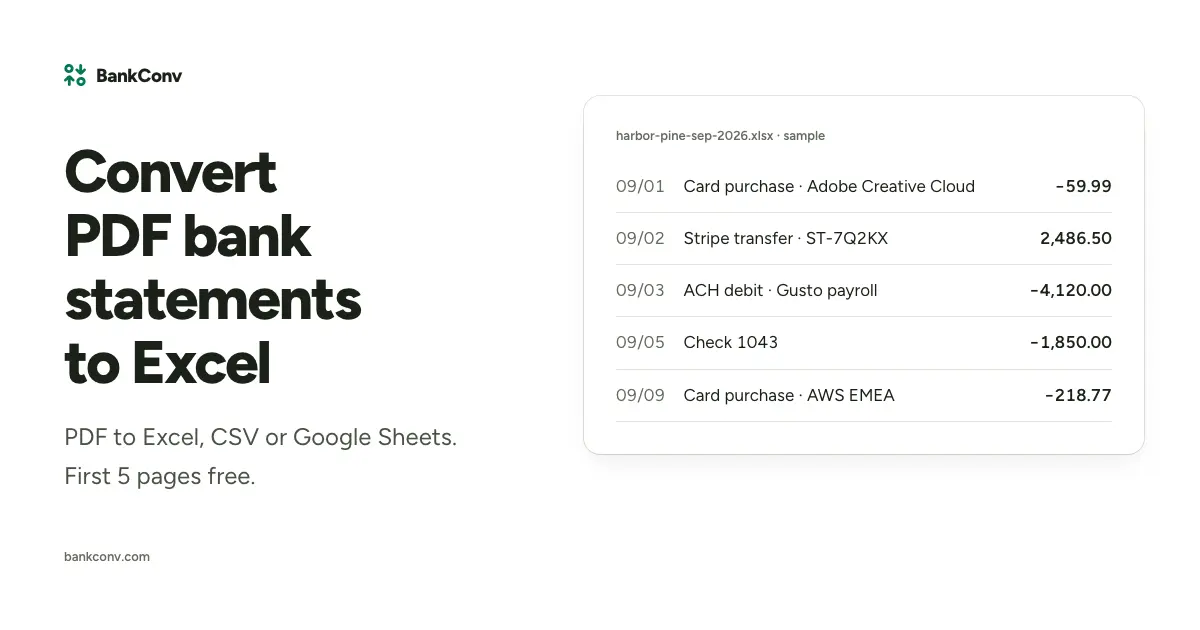 BankConv
Convert
PDF bank
statements
to Excel
PDF to Excel, CSV or Google Sheets.
First 5 pages free.
bankconv.com
harbor-pine-sep-2026.xlsx · sample
09/01 Card purchase · Adobe Creative Cloud −59.99
09/02 Stripe transfer · ST-7Q2KX 2,486.50
09/03 ACH debit · Gusto payroll −4,120.00
09/05 Check 1043 −1,850.00
09/09 Card purchase · AWS EMEA −218.77